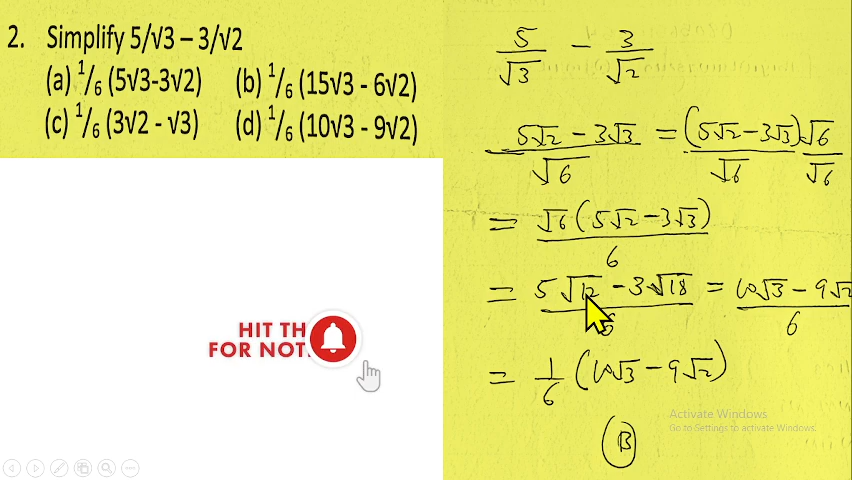 2. Simplify 5/√3 – 3/√2
(a) ¹/₆ (5√3-3√2) (b) ¹/₆ (15√3 - 6√2)
(c) ¹/₆ (3√2 - √3) (d) ¹/₆ (10√3 - 9√2)
HIT TH
FOR NOT
5/√3 - 3/√2
(5√2 - 3√3)/√6 = (5√2 - 3√3)/√6 √6/√6
= √6(5√2 - 3√3)/6
= (5√12 - 3√18)/6 = (10√3 - 9√2)/6
= 1/6 (10√3 - 9√2)
B
Activate Windows
Go to Settings to activate Windows.